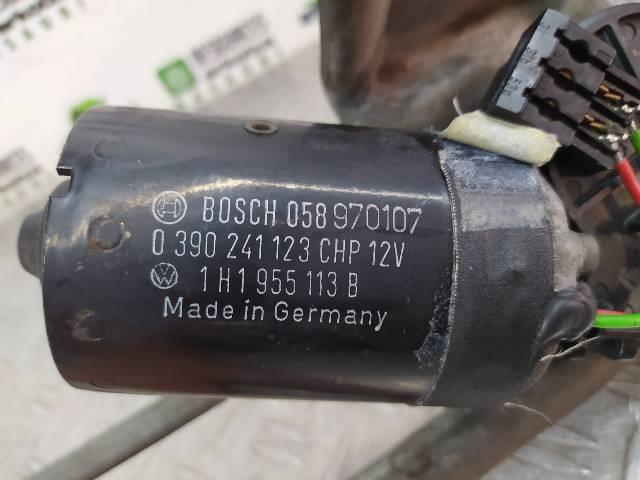 BOSCH 058 970107
0 390 241 123 CHP 12V
1 H1 955 113 B
Made in Germany